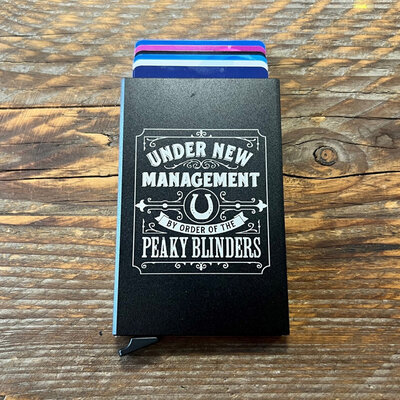 UNDER NEW
MANAGEMENT
BY ORDER OF THE
PEAKY BLINDERS